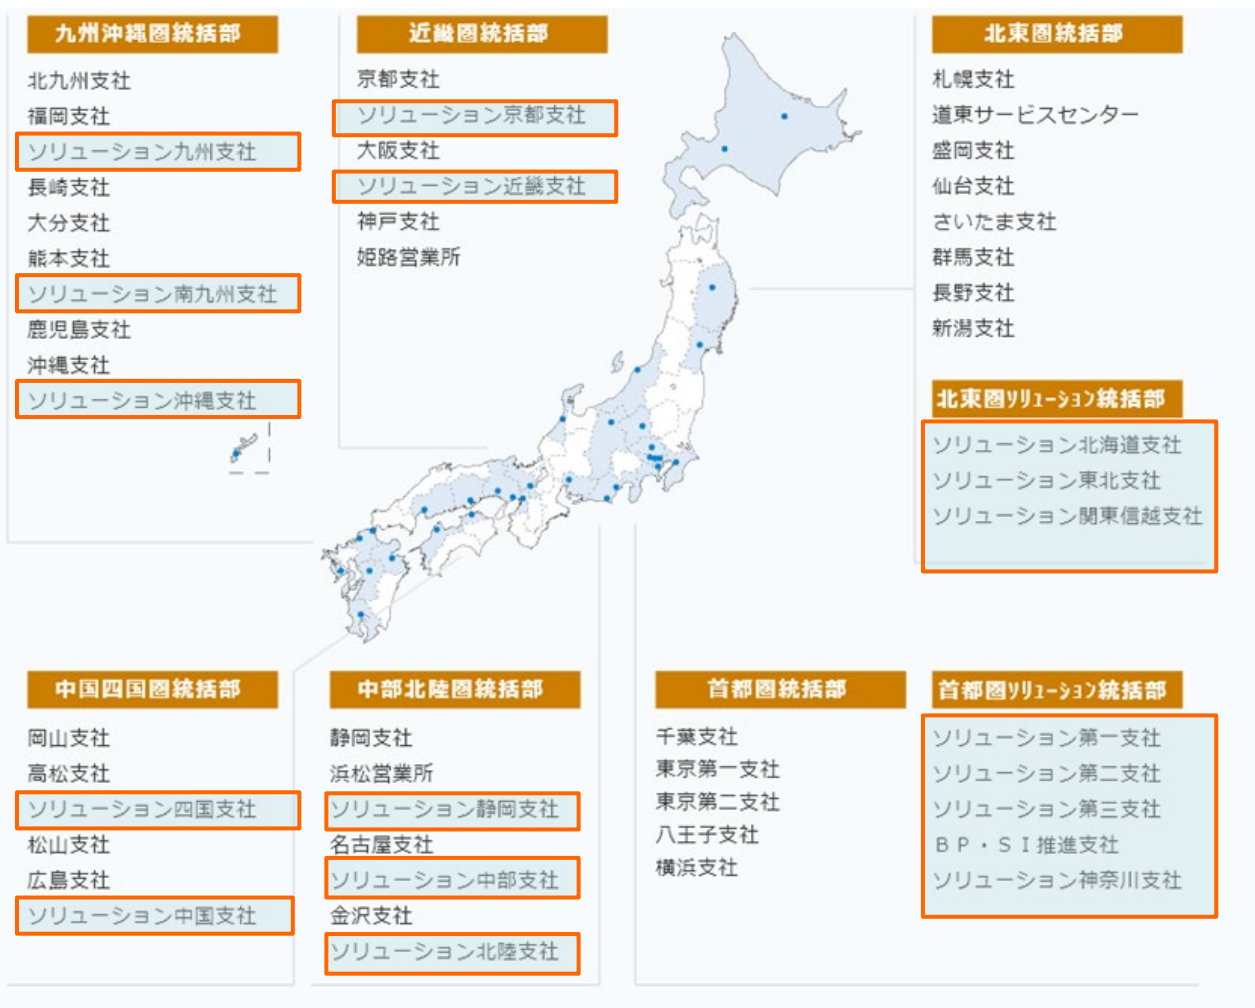 九州沖縄圏統括部
北九州支社
福岡支社
ソリューション九州支社
長崎支社
大分支社
熊本支社
ソリューション南九州支社
鹿児島支社
沖縄支社
ソリューション沖縄支社
近畿圏統括部
京都支社
ソリューション京都支社
大阪支社
ソリューション近畿支社
神戸支社
姫路営業所
北東圏統括部
札幌支社
道東サービスセンター
盛岡支社
仙台支社
さいたま支社
群馬支社
長野支社
新潟支社
北東圏ｿﾘｭｰｼｮﾝ統括部
ソリューション北海道支社
ソリューション東北支社
ソリューション関東信越支社
中国四国圏統括部
岡山支社
高松支社
ソリューション四国支社
松山支社
広島支社
ソリューション中国支社
中部北陸圏統括部
静岡支社
浜松営業所
ソリューション静岡支社
名古屋支社
ソリューション中部支社
金沢支社
ソリューション北陸支社
首都圏統括部
千葉支社
東京第一支社
東京第二支社
八王子支社
横浜支社
首都圏ｿﾘｭｰｼｮﾝ統括部
ソリューション第一支社
ソリューション第二支社
ソリューション第三支社
ＢＰ・ＳＩ推進支社
ソリューション神奈川支社